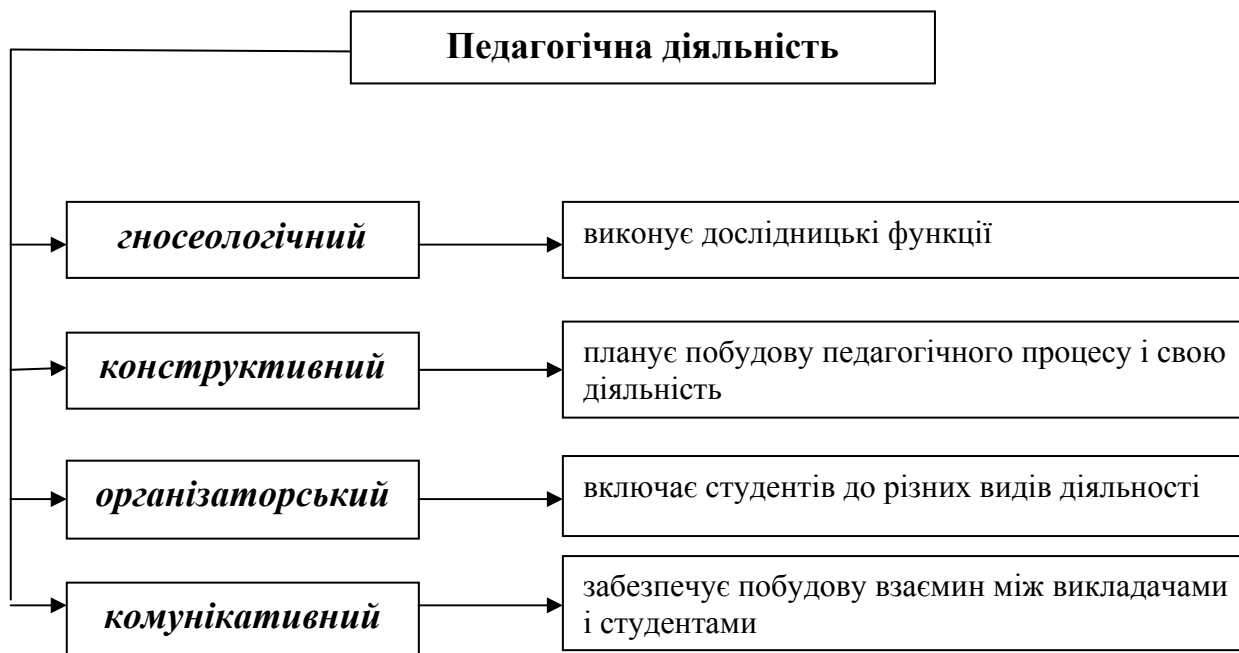 Педагогічна діяльність
гносеологічний
виконує дослідницькі функції
конструктивний
планує побудову педагогічного процесу і свою
діяльність
організаторський
включає студентів до різних видів діяльності
комунікативний
забезпечує побудову взаємин між викладачами
і студентами